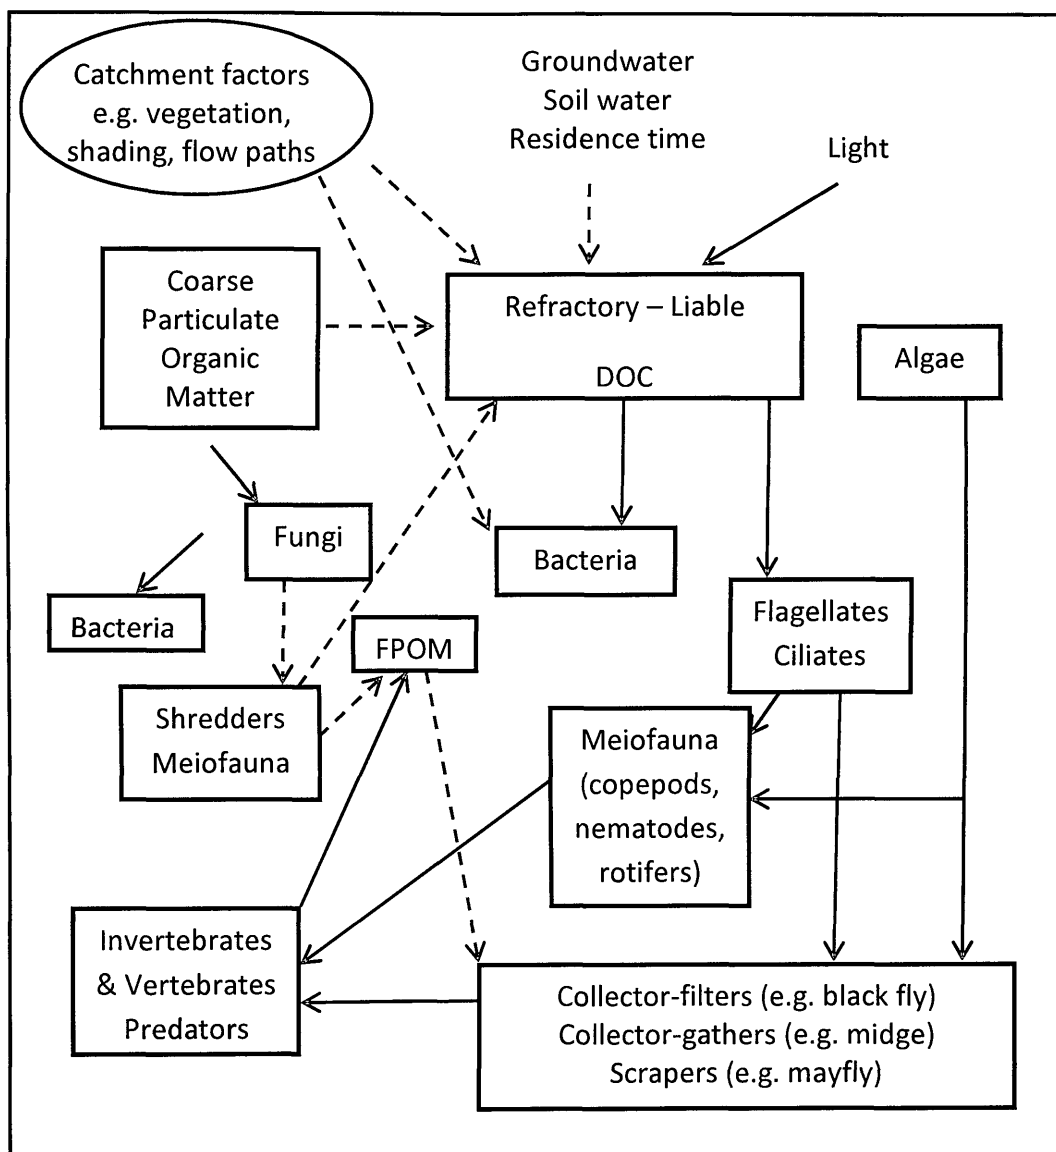 Catchment factors
e.g. vegetation,
shading, flow paths
Groundwater
Soil water
Residence time
Light
Coarse
Particulate
Organic
Matter
Refractory – Liable
DOC
Algae
Fungi
Bacteria
Bacteria
FPOM
Flagellates
Ciliates
Shredders
Meiofauna
Meiofauna
(copepods,
nematodes,
rotifers)
Invertebrates
& Vertebrates
Predators
Collector-filters (e.g. black fly)
Collector-gathers (e.g. midge)
Scrapers (e.g. mayfly)